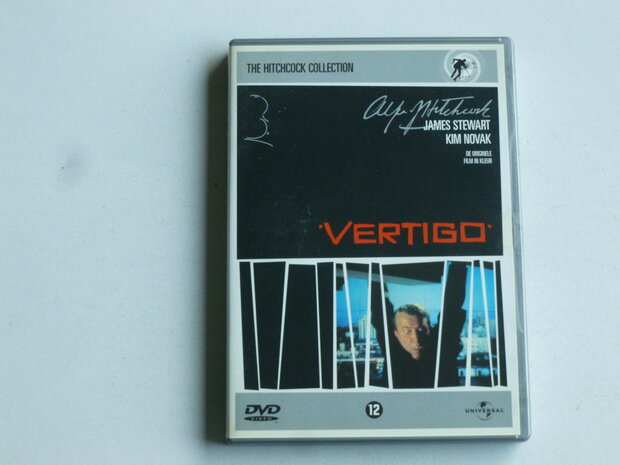 THE HITCHCOCK COLLECTION
Alfred Hitchcock
JAMES STEWART
KIM NOVAK
DE ORIGINELE
FILM IN KLEUR
'VERTIGO'
DVD
VIDEO
12
UNIVERSAL